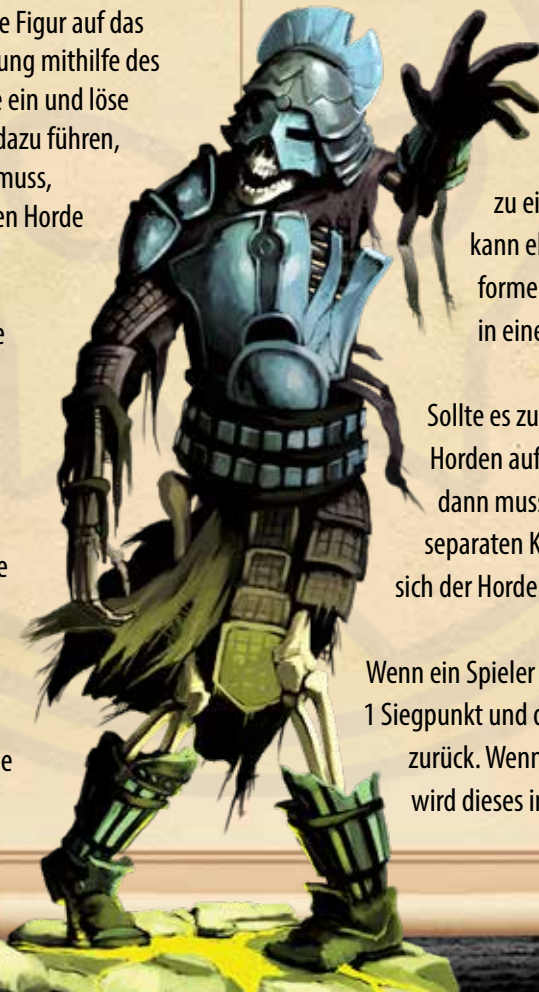 e Figur auf das
ung mithilfe des
e ein und löse
dazu führen,
muss,
en Horde
e
e
e
zu ei
kann el
forme
in eine
Sollte es zu
Horden auf
dann muss
separaten K
sich der Horde
Wenn ein Spieler
1 Siegpunkt und d
zurück. Wenn
wird dieses in